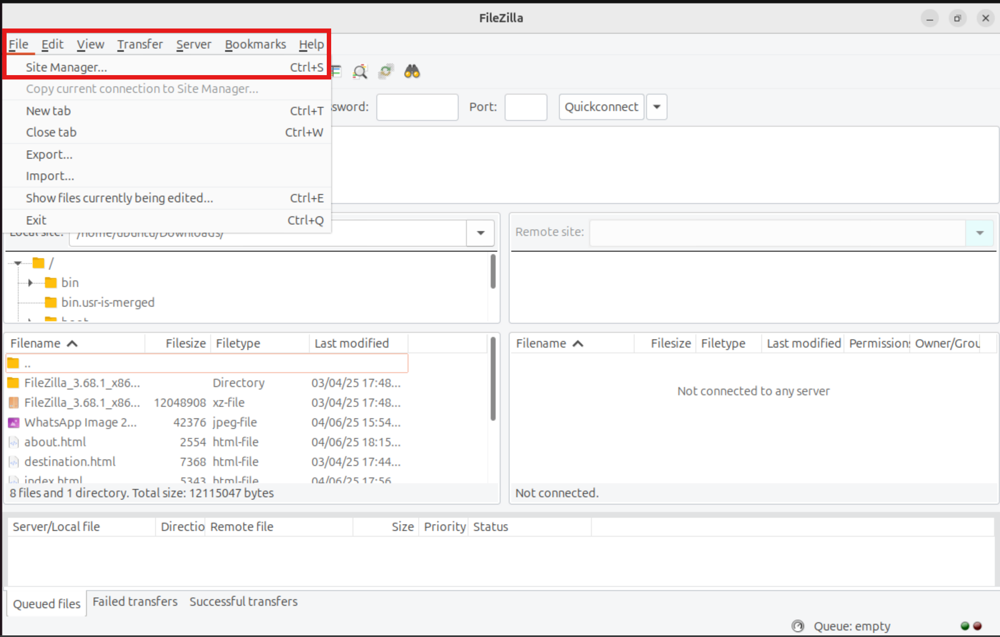 FileZilla
File Edit View Transfer Server Bookmarks Help
Site Manager... Ctrl+S
Copy current connection to Site Manager...
New tab Ctrl+T
Close tab Ctrl+W
Export...
Import...
Show files currently being edited... Ctrl+E
Exit Ctrl+Q
sword: Port: Quickconnect
Local site: /home/ubuntu/Downloads/
/
bin
bin.usr-is-merged
boot
Remote site:
Filename Filesize Filetype Last modified
..
FileZilla_3.68.1_x86... Directory 03/04/25 17:48...
FileZilla_3.68.1_x86... 12048908 xz-file 03/04/25 17:48...
WhatsApp Image 2... 42376 jpeg-file 04/06/25 15:54...
about.html 2554 html-file 04/06/25 18:15...
destination.html 7368 html-file 03/04/25 17:44...
index.html 5343 html-file 04/06/25 17:56
8 files and 1 directory. Total size: 12115047 bytes
Filename Filesize Filetype Last modified Permission Owner/Grou
Not connected to any server
Not connected.
Server/Local file Directio Remote file Size Priority Status
Queued files Failed transfers Successful transfers
Queue: empty